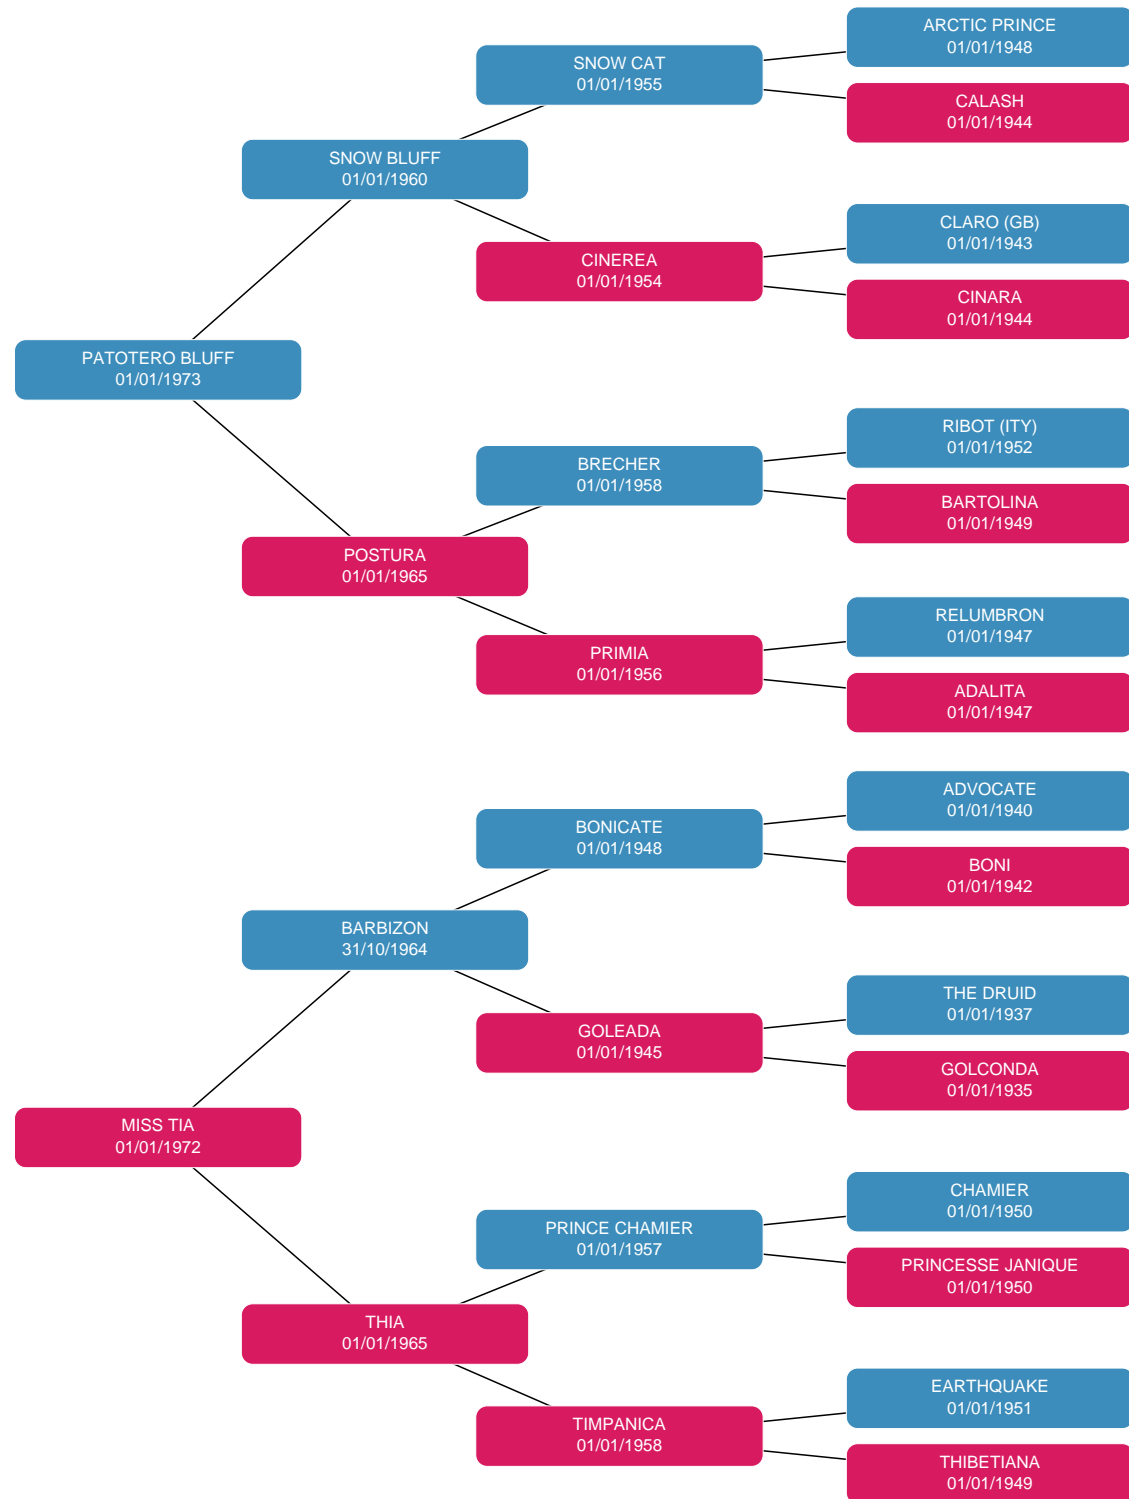 ARCTIC PRINCE
01/01/1948
SNOW CAT
01/01/1955
CALASH
01/01/1944
SNOW BLUFF
01/01/1960
CLARO (GB)
01/01/1943
CINEREA
01/01/1954
CINARA
01/01/1944
PATOTERO BLUFF
01/01/1973
RIBOT (ITY)
01/01/1952
BRECHER
01/01/1958
BARTOLINA
01/01/1949
POSTURA
01/01/1965
RELUMBRON
01/01/1947
PRIMIA
01/01/1956
ADALITA
01/01/1947
ADVOCATE
01/01/1940
BONICATE
01/01/1948
BONI
01/01/1942
BARBIZON
31/10/1964
THE DRUID
01/01/1937
GOLEADA
01/01/1945
GOLCONDA
01/01/1935
MISS TIA
01/01/1972
CHAMIER
01/01/1950
PRINCE CHAMIER
01/01/1957
PRINCESSE JANIQUE
01/01/1950
THIA
01/01/1965
EARTHQUAKE
01/01/1951
TIMPANICA
01/01/1958
THIBETIANA
01/01/1949